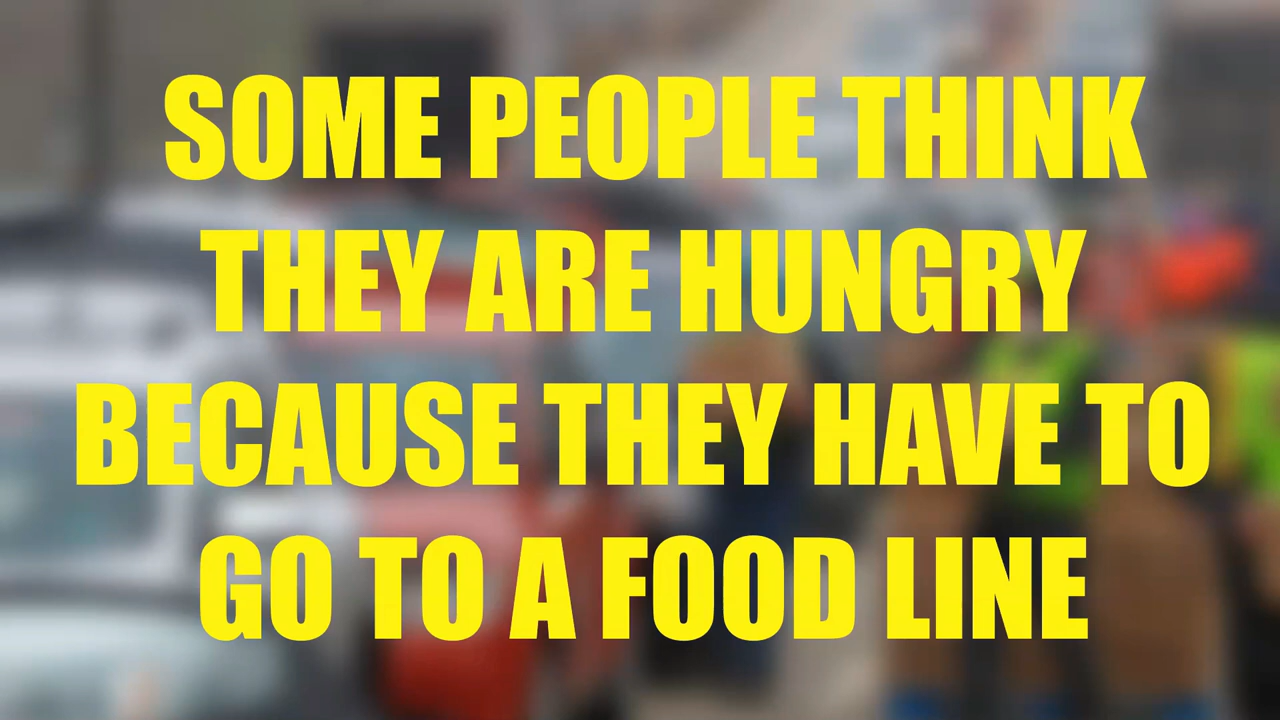 SOME PEOPLE THINK
THEY ARE HUNGRY
BECAUSE THEY HAVE TO
GO TO A FOOD LINE